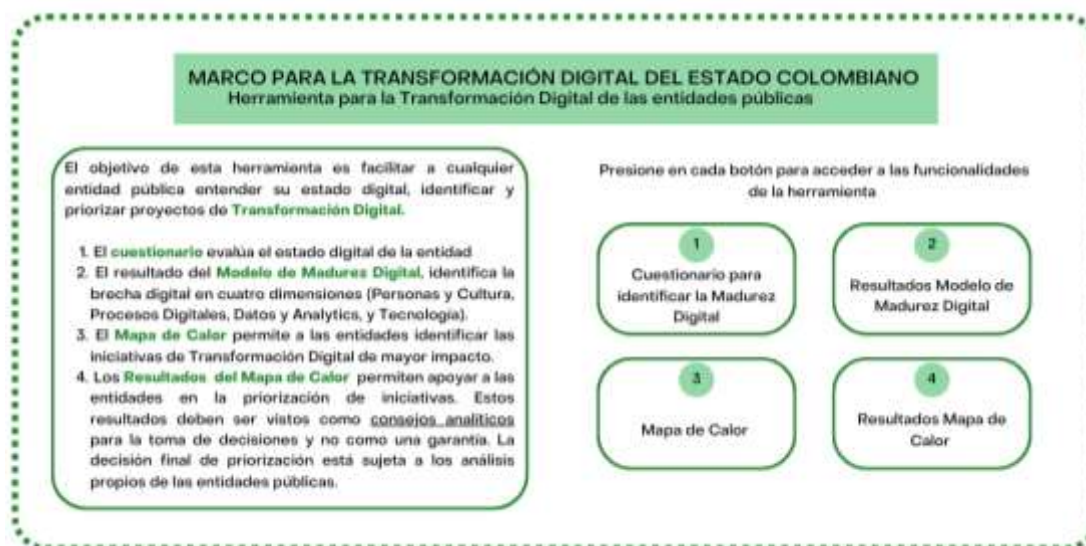 MARCO PARA LA TRANSFORMACIÓN DIGITAL DEL ESTADO COLOMBIANO
Herramienta para la Transformación Digital de las entidades públicas
El objetivo de esta herramienta es facilitar a cualquier
entidad pública entender su estado digital, identificar y
priorizar proyectos de Transformación Digital.
1. El cuestionario evalúa el estado digital de la entidad
2. El resultado del Modelo de Madurez Digital, identifica la
brecha digital en cuatro dimensiones (Personas y Cultura,
Procesos Digitales, Datos y Analytics, y Tecnología).
3. El Mapa de Calor permite a las entidades identificar las
iniciativas de Transformación Digital de mayor impacto.
4. Los Resultados del Mapa de Calor permiten apoyar a las
entidades en la priorización de iniciativas. Estos
resultados deben ser vistos como consejos analíticos
para la toma de decisiones y no como una garantía. La
decisión final de priorización está sujeta a los análisis
propios de las entidades públicas.
Presione en cada botón para acceder a las funcionalidades
de la herramienta
1
Cuestionario para
identificar la Madurez
Digital
2
Resultados Modelo de
Madurez Digital
3
Mapa de Calor
4
Resultados Mapa de
Calor